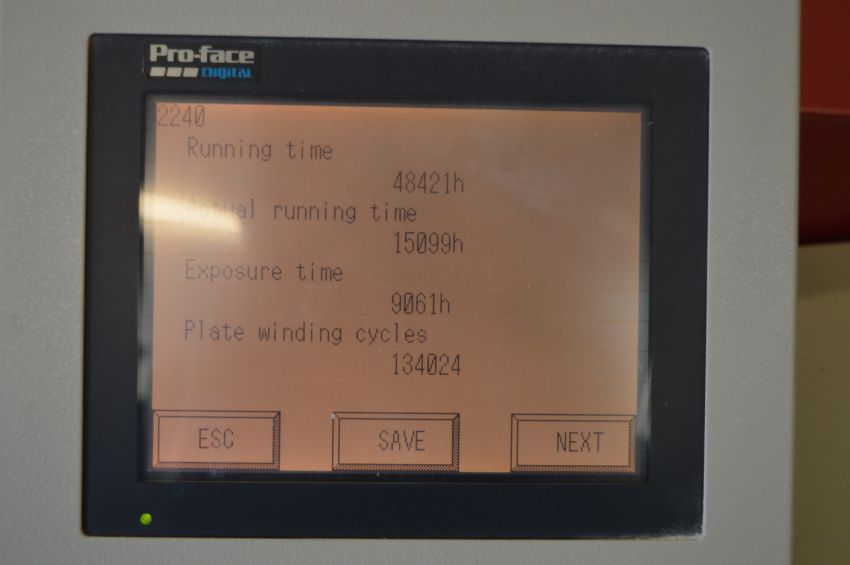 Pro-face
Digital
2240
Running time
48421h
Actual running time
15099h
Exposure time
9061h
Plate winding cycles
134024
ESC SAVE NEXT